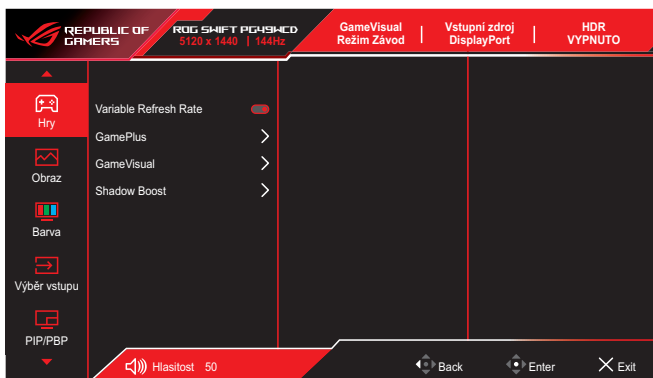 REPUBLIC OF
GAMERS
ROG SWIFT PG49WCD
5120 x 1440 | 144Hz
GameVisual
Režim Závod
Vstupní zdroj
DisplayPort
HDR
VYPNUTO
Hry
Obraz
Barva
Výběr vstupu
PIP/PBP
Variable Refresh Rate
GamePlus
GameVisual
Shadow Boost
Hlasitost 50
Back
Enter
Exit